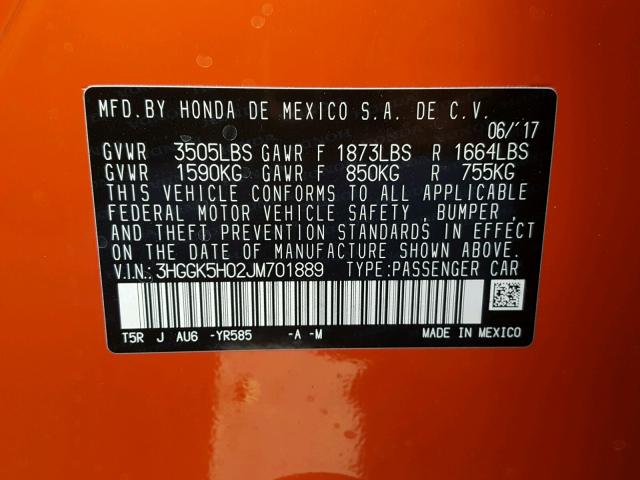 MFD. BY HONDA DE MEXICO S.A. DE C.V.
06/'17
GVWR 3505LBS GAWR F 1873LBS R 1664LBS
GVWR 1590KG GAWR F 850KG R 755KG
THIS VEHICLE CONFORMS TO ALL APPLICABLE
FEDERAL MOTOR VEHICLE SAFETY , BUMPER ,
AND THEFT PREVENTION STANDARDS IN EFFECT
ON THE DATE OF MANUFACTURE SHOWN ABOVE.
V.I.N.: 3HGGK5H02JM701889 TYPE:PASSENGER CAR
T5R J AU6 -YR585 -A -M MADE IN MEXICO